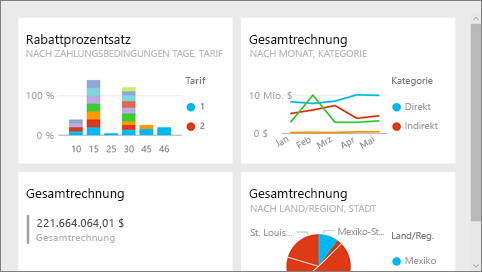 Rabattprozentsatz
NACH ZAHLUNGSBEDINGUNGEN TAGE, TARIF
Tarif
100 %
1
2
0 %
10 15 25 30 45 46
Gesamtrechnung
NACH MONAT, KATEGORIE
Kategorie
10 Mio. $
Direkt
Indirekt
0 $
Jan Feb Mrz Apr Mai
Gesamtrechnung
221.664.064,01 $
Gesamtrechnung
Gesamtrechnung
NACH LAND/REGION, STADT
St. Louis...
Mexiko-St...
Land/Reg.
Mexiko